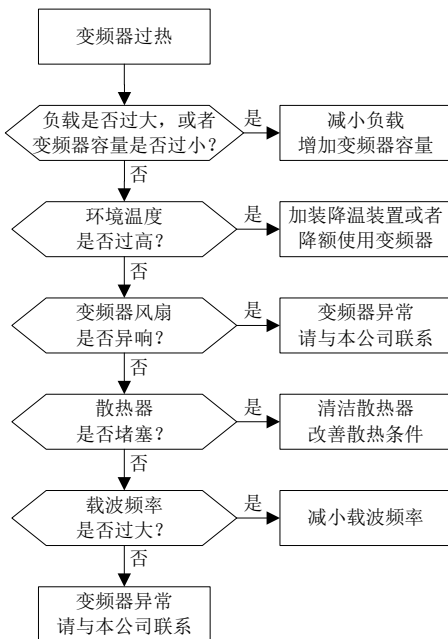 变频器过热
负载是否过大，或者
变频器容量是否过小？
是
减小负载
增加变频器容量
否
环境温度
是否过高？
是
加装降温装置或者
降额使用变频器
否
变频器风扇
是否异响？
是
变频器异常
请与本公司联系
否
散热器
是否堵塞？
是
清洁散热器
改善散热条件
否
载波频率
是否过大？
是
减小载波频率
否
变频器异常
请与本公司联系